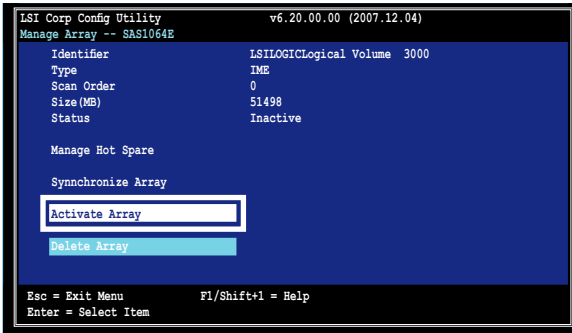 LSI Corp Config Utility v6.20.00.00 (2007.12.04)
Manage Array -- SAS1064E
Identifier LSILOGICLogical Volume 3000
Type IME
Scan Order 0
Size(MB) 51498
Status Inactive
Manage Hot Spare
Synnchronize Array
Activate Array
Delete Array
Esc = Exit Menu F1/Shift+1 = Help
Enter = Select Item